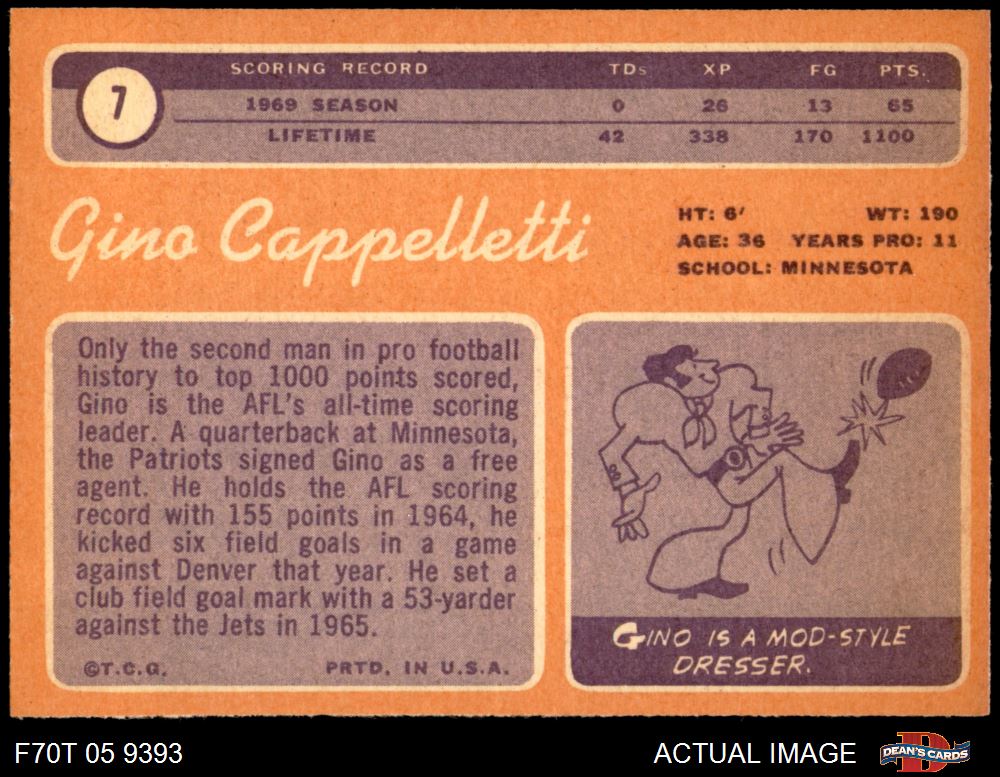 7
SCORING RECORD TDs XP FG PTS.
1969 SEASON 0 26 13 65
LIFETIME 42 338 170 1100
Gino Cappelletti
HT: 6' WT: 190
AGE: 36 YEARS PRO: 11
SCHOOL: MINNESOTA
Only the second man in pro football
history to top 1000 points scored,
Gino is the AFL's all-time scoring
leader. A quarterback at Minnesota,
the Patriots signed Gino as a free
agent. He holds the AFL scoring
record with 155 points in 1964, he
kicked six field goals in a game
against Denver that year. He set a
club field goal mark with a 53-yarder
against the Jets in 1965.
©T.C.G. PRTD. IN U.S.A.
GINO IS A MOD-STYLE
DRESSER.
F70T 05 9393 ACTUAL IMAGE
DEAN'S CARDS